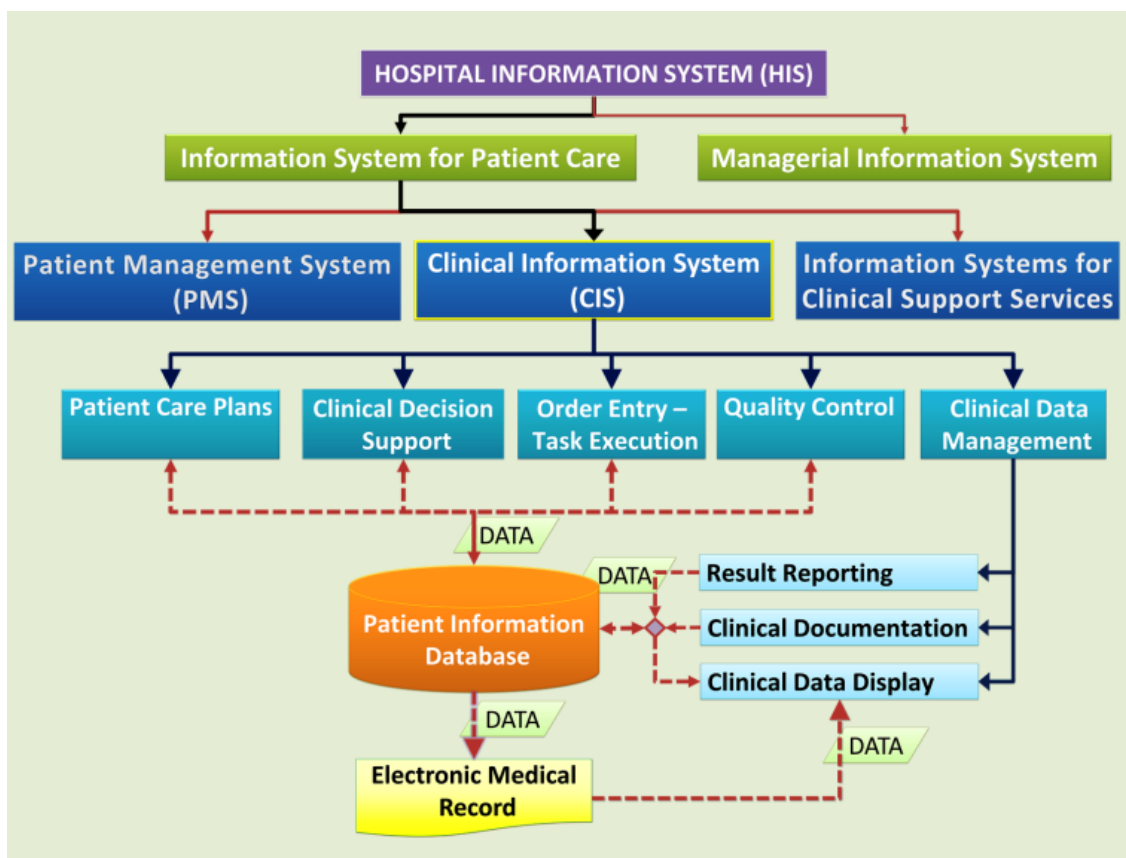 HOSPITAL INFORMATION SYSTEM (HIS)
Information System for Patient Care
Managerial Information System
Patient Management System
(PMS)
Clinical Information System
(CIS)
Information Systems for
Clinical Support Services
Patient Care Plans
Clinical Decision
Support
Order Entry –
Task Execution
Quality Control
Clinical Data
Management
DATA
DATA
Result Reporting
Patient Information
Database
Clinical Documentation
Clinical Data Display
DATA
DATA
Electronic Medical
Record